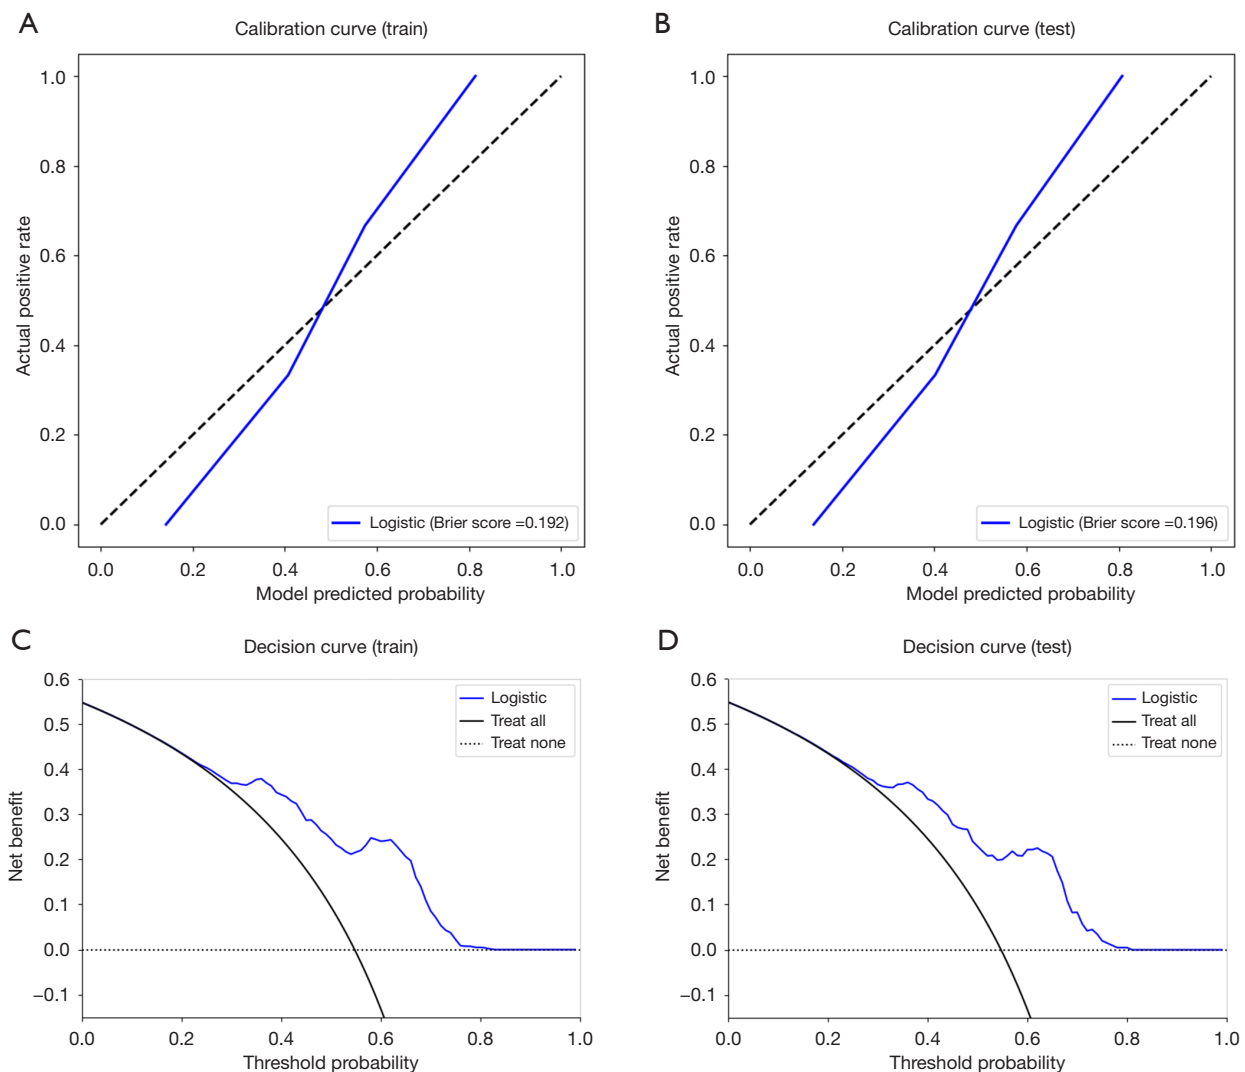 A
Calibration curve (train)
1.0
0.8
0.6
0.4
0.2
0.0
Actual positive rate
Logistic (Brier score =0.192)
0.0 0.2 0.4 0.6 0.8 1.0
Model predicted probability
B
Calibration curve (test)
1.0
0.8
0.6
0.4
0.2
0.0
Actual positive rate
Logistic (Brier score =0.196)
0.0 0.2 0.4 0.6 0.8 1.0
Model predicted probability
C
Decision curve (train)
0.6
0.5
0.4
0.3
0.2
0.1
0.0
−0.1
Net benefit
Logistic
Treat all
Treat none
0.0 0.2 0.4 0.6 0.8 1.0
Threshold probability
D
Decision curve (test)
0.6
0.5
0.4
0.3
0.2
0.1
0.0
−0.1
Net benefit
Logistic
Treat all
Treat none
0.0 0.2 0.4 0.6 0.8 1.0
Threshold probability